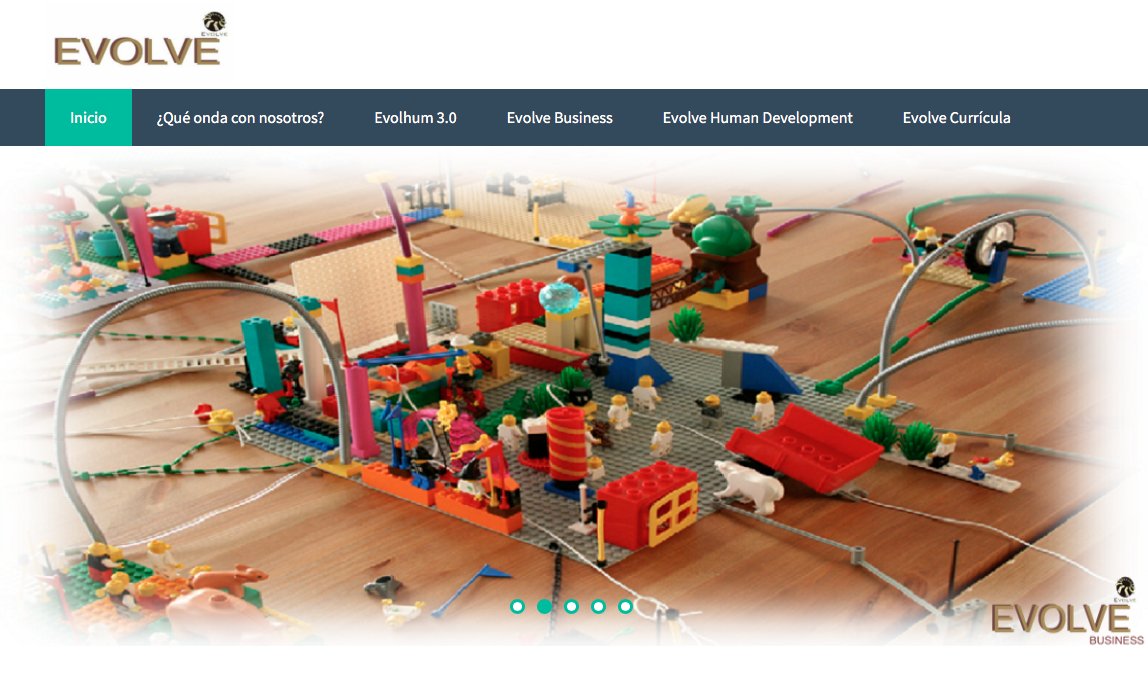 EVOLVE
EVOLVE
Inicio
¿Qué onda con nosotros?
Evolhum 3.0
Evolve Business
Evolve Human Development
Evolve Currícula
EVOLVE
EVOLVE
BUSINESS